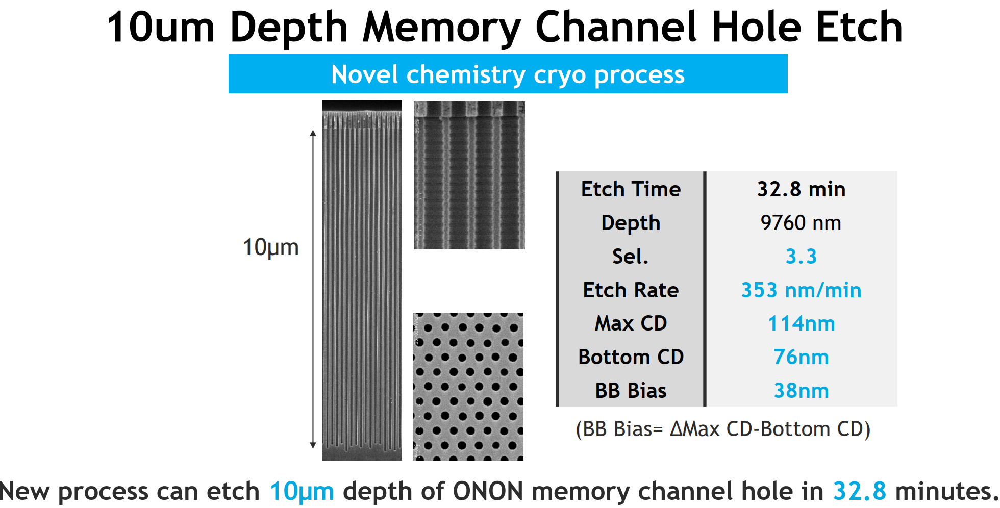 10um Depth Memory Channel Hole Etch
Novel chemistry cryo process
10μm
Etch Time 32.8 min
Depth 9760 nm
Sel. 3.3
Etch Rate 353 nm/min
Max CD 114nm
Bottom CD 76nm
BB Bias 38nm
(BB Bias= ΔMax CD-Bottom CD)
New process can etch 10μm depth of ONON memory channel hole in 32.8 minutes.